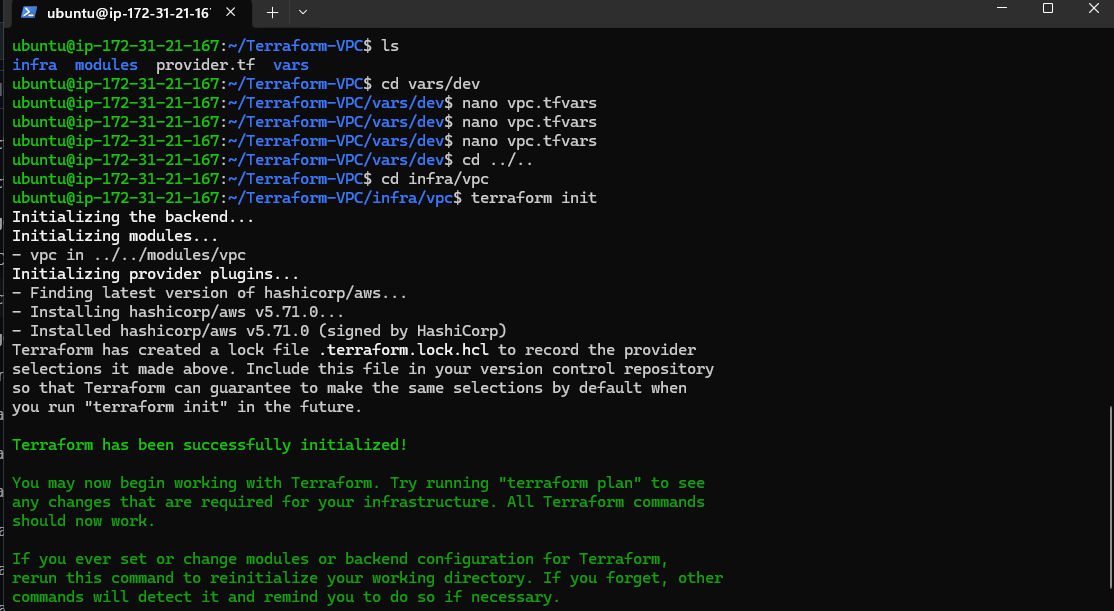 ubuntu@ip-172-31-21-16
ubuntu@ip-172-31-21-167:~/Terraform-VPC$ ls
infra  modules  provider.tf  vars
ubuntu@ip-172-31-21-167:~/Terraform-VPC$ cd vars/dev
ubuntu@ip-172-31-21-167:~/Terraform-VPC/vars/dev$ nano vpc.tfvars
ubuntu@ip-172-31-21-167:~/Terraform-VPC/vars/dev$ nano vpc.tfvars
ubuntu@ip-172-31-21-167:~/Terraform-VPC/vars/dev$ nano vpc.tfvars
ubuntu@ip-172-31-21-167:~/Terraform-VPC/vars/dev$ cd ../..
ubuntu@ip-172-31-21-167:~/Terraform-VPC$ cd infra/vpc
ubuntu@ip-172-31-21-167:~/Terraform-VPC/infra/vpc$ terraform init
Initializing the backend...
Initializing modules...
- vpc in ../../modules/vpc
Initializing provider plugins...
- Finding latest version of hashicorp/aws...
- Installing hashicorp/aws v5.71.0...
- Installed hashicorp/aws v5.71.0 (signed by HashiCorp)
Terraform has created a lock file .terraform.lock.hcl to record the provider
selections it made above. Include this file in your version control repository
so that Terraform can guarantee to make the same selections by default when
you run "terraform init" in the future.
Terraform has been successfully initialized!
You may now begin working with Terraform. Try running "terraform plan" to see
any changes that are required for your infrastructure. All Terraform commands
should now work.
If you ever set or change modules or backend configuration for Terraform,
rerun this command to reinitialize your working directory. If you forget, other
commands will detect it and remind you to do so if necessary.